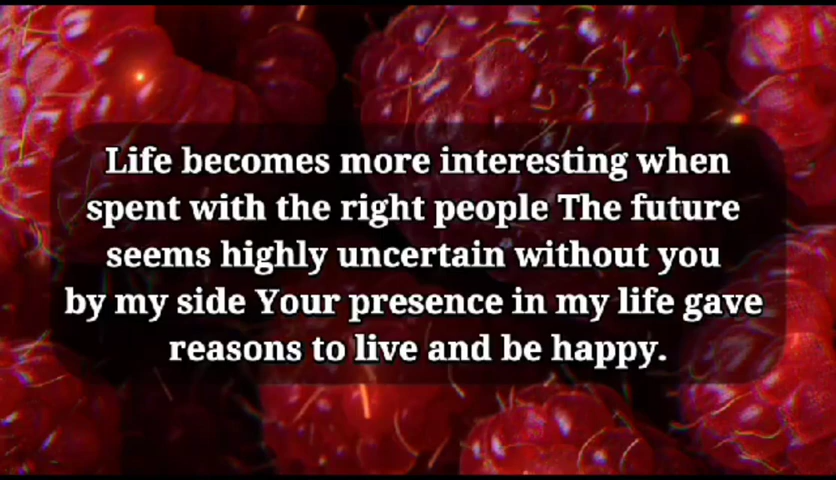 Life becomes more interesting when
spent with the right people The future
seems highly uncertain without you
by my side Your presence in my life gave
reasons to live and be happy.